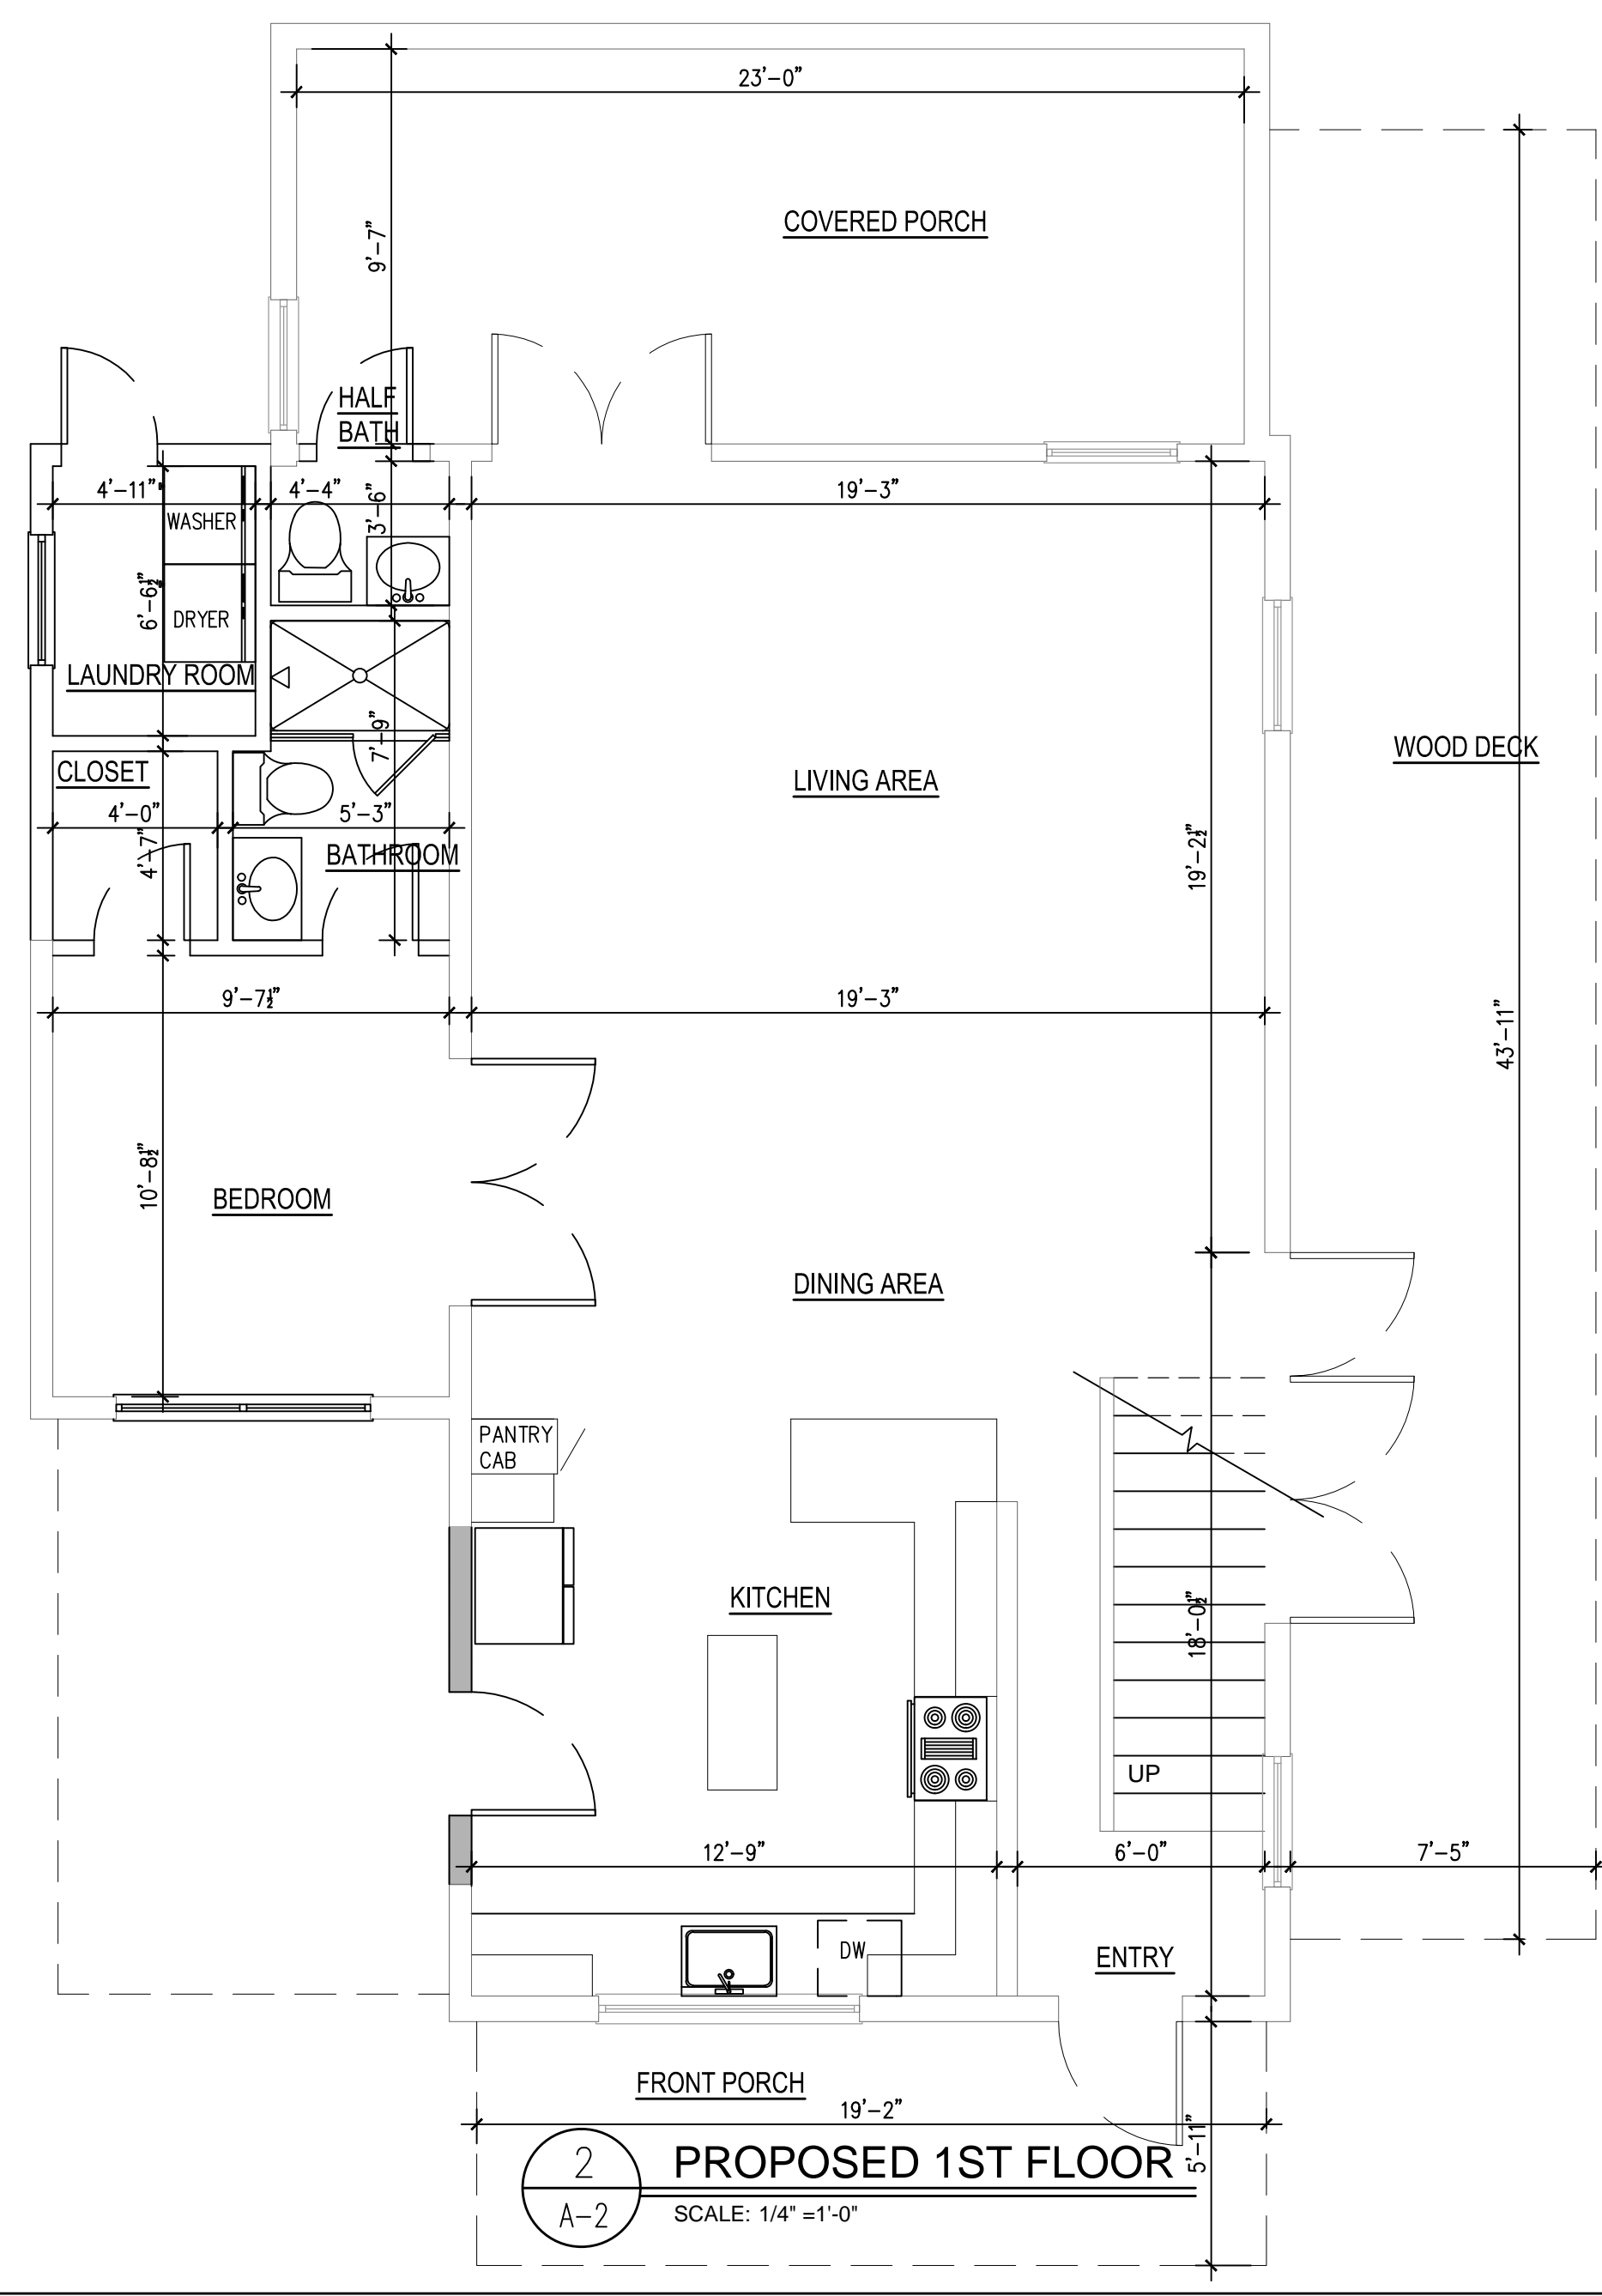 23'-0"
COVERED PORCH
9'-7"
HALF
BATH
4'-11"
4'-4"
19'-3"
3'-6"
WASHER
6'-6½"
DRYER
LAUNDRY ROOM
7'-9"
WOOD DECK
CLOSET
LIVING AREA
4'-0"
5'-3"
4'-7"
BATHROOM
19'-2½"
9'-7½"
19'-3"
43'-11"
10'-8½"
BEDROOM
DINING AREA
PANTRY
CAB
KITCHEN
18'-0½"
UP
12'-9"
6'-0"
7'-5"
DW
ENTRY
FRONT PORCH
19'-2"
5'-11"
2
A-2
PROPOSED 1ST FLOOR
SCALE: 1/4" =1'-0"